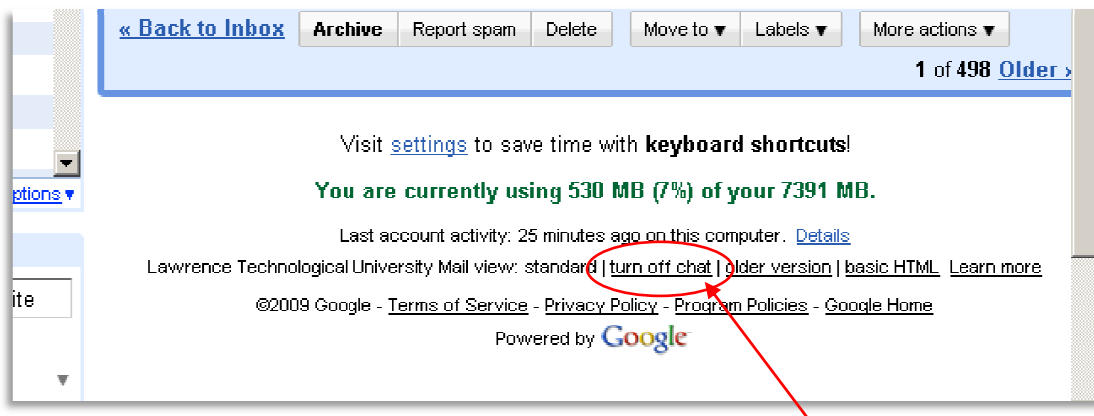 « Back to Inbox Archive Report spam Delete Move to ▼ Labels ▼ More actions ▼
1 of 498 Older ›
Visit settings to save time with keyboard shortcuts!
ptions ▼
You are currently using 530 MB (7%) of your 7391 MB.
Last account activity: 25 minutes ago on this computer. Details
Lawrence Technological University Mail view: standard | turn off chat | older version | basic HTML Learn more
ite
©2009 Google - Terms of Service - Privacy Policy - Program Policies - Google Home
Powered by Google